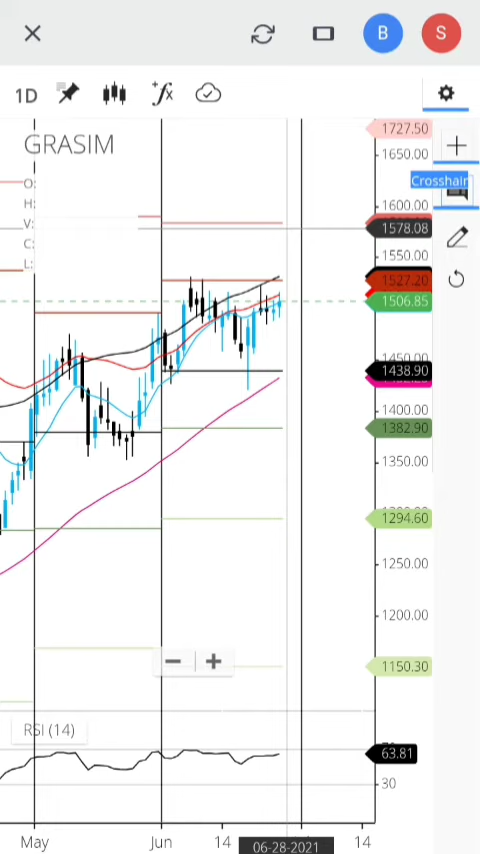 B
S
1D
+fx
GRASIM
O:
H:
V:
C:
L:
Crosshair
1727.50
1650.00
1600.00
1578.08
1550.00
1527.20
1506.85
1450.00
1438.90
1400.00
1382.90
1350.00
1294.60
1250.00
1200.00
1150.30
RSI (14)
63.81
30
May
Jun
14
06-28-2021
14